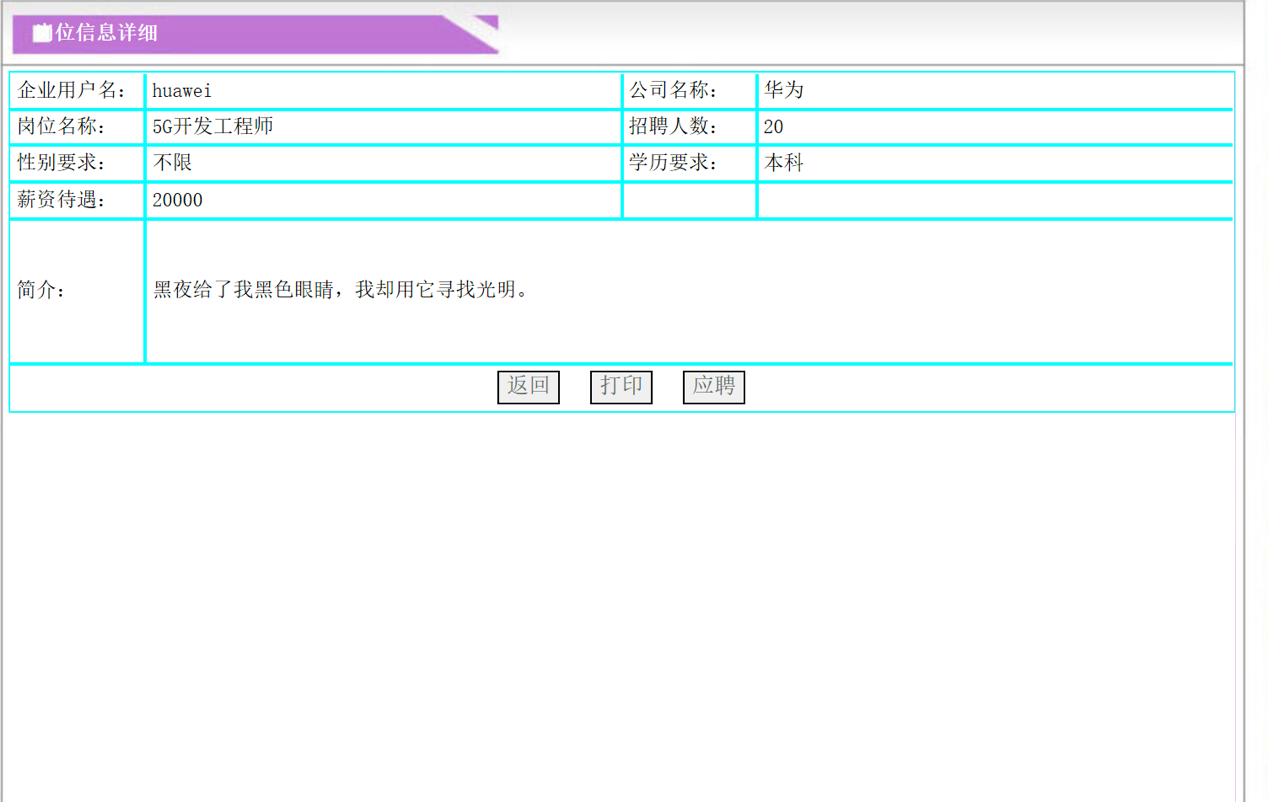 位信息详细
企业用户名: huawei 公司名称: 华为
岗位名称: 5G开发工程师 招聘人数: 20
性别要求: 不限 学历要求: 本科
薪资待遇: 20000
简介: 黑夜给了我黑色眼睛，我却用它寻找光明。
返回 打印 应聘